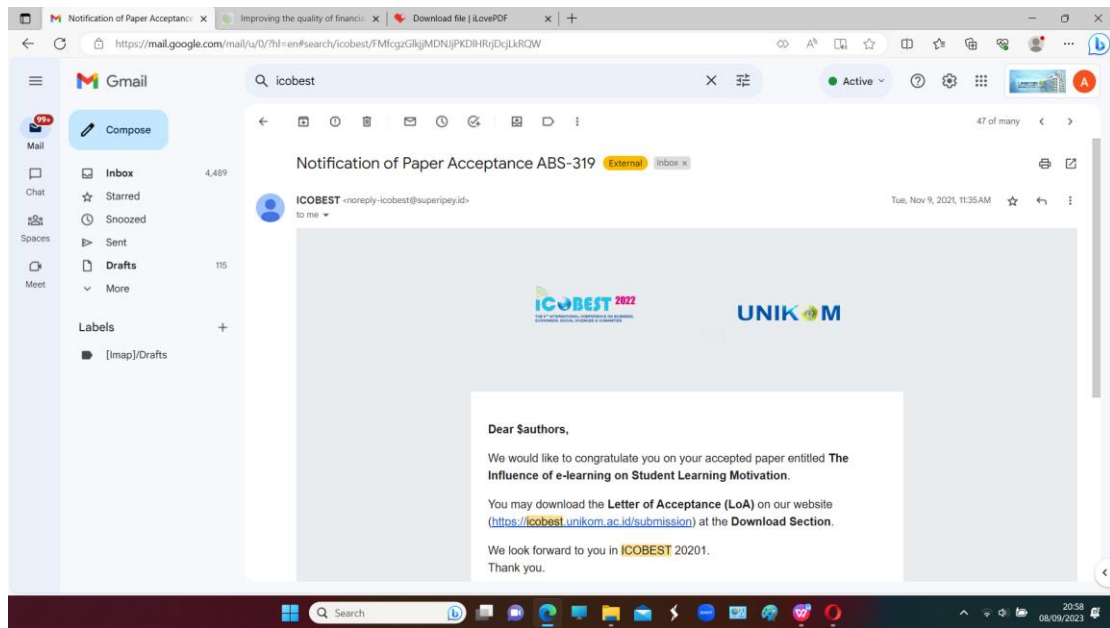 Notification of Paper Acceptance
Improving the quality of financia
Download file | iLovePDF
https://mail.google.com/mail/u/0/?hl=en#search/icobest/FMfcgzGlkjjMDNJjPKDlHRrjDcjLkRQW
Gmail
icobest
Active
99+
Mail
Compose
47 of many
Chat
Spaces
Meet
Inbox 4,489
Starred
Snoozed
Sent
Drafts 115
More
Labels
[Imap]/Drafts
Notification of Paper Acceptance ABS-319 External Inbox x
ICOBEST <noreply-icobest@superipey.id> Tue, Nov 9, 2021, 11:35 AM
to me
ICOBEST 2022
UNIKOM
Dear $authors,
We would like to congratulate you on your accepted paper entitled The
Influence of e-learning on Student Learning Motivation.
You may download the Letter of Acceptance (LoA) on our website
(https://icobest.unikom.ac.id/submission) at the Download Section.
We look forward to you in ICOBEST 20201.
Thank you.
Search
20:58
08/09/2023